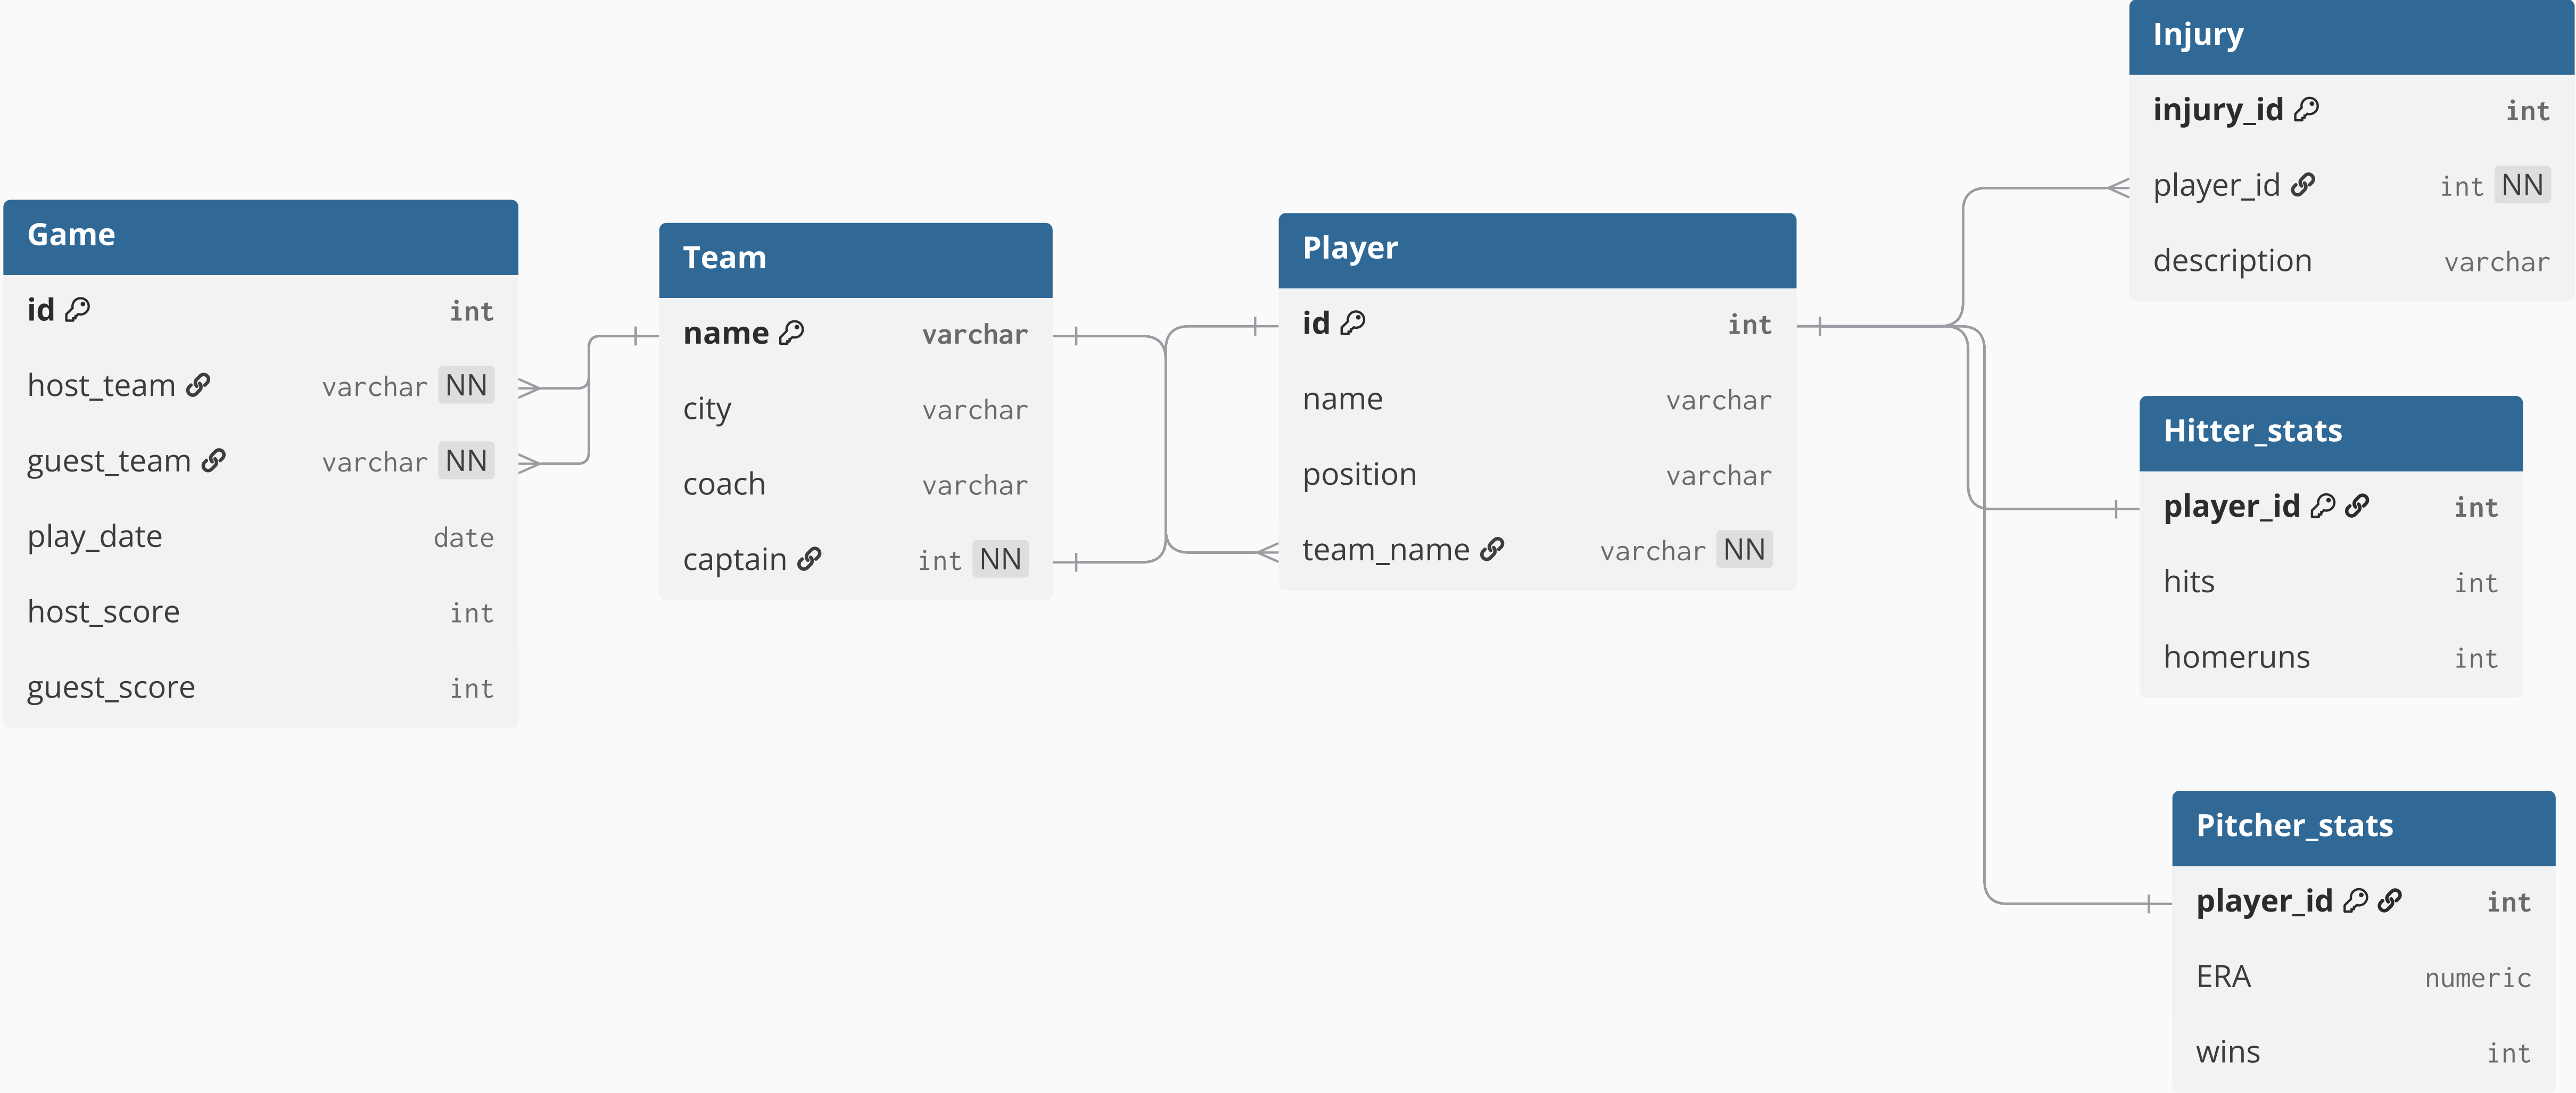 Game
id int
host_team varchar NN
guest_team varchar NN
play_date date
host_score int
guest_score int
Team
name varchar
city varchar
coach varchar
captain int NN
Player
id int
name varchar
position varchar
team_name varchar NN
Injury
injury_id int
player_id int NN
description varchar
Hitter_stats
player_id int
hits int
homeruns int
Pitcher_stats
player_id int
ERA numeric
wins int